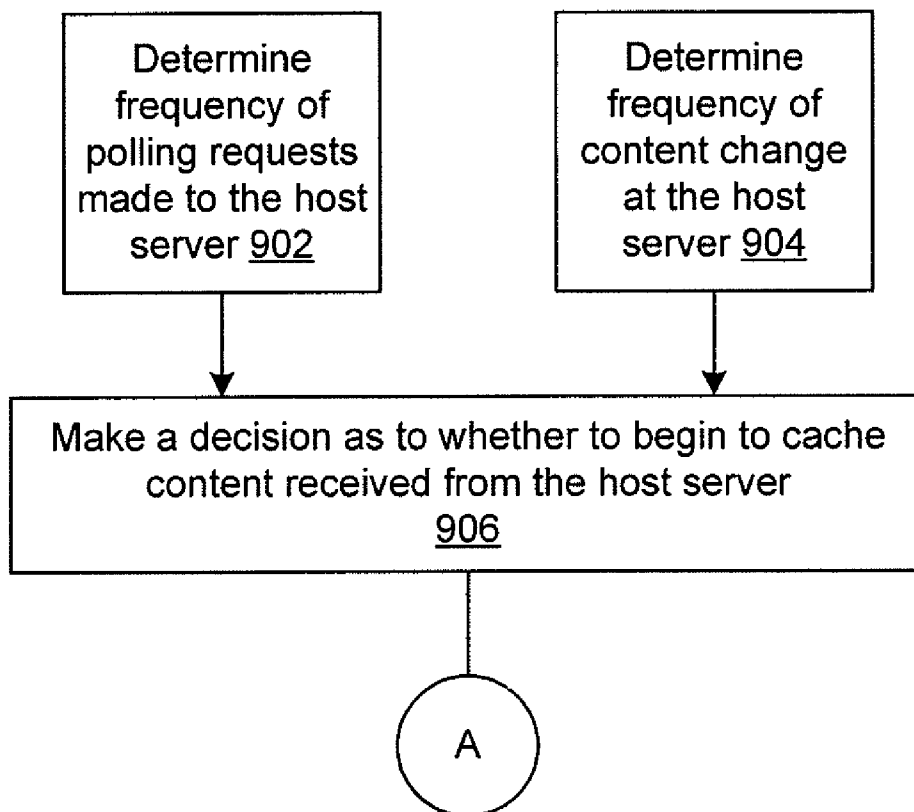 Determine
frequency of
polling requests
made to the host
server 902
Determine
frequency of
content change
at the host
server 904
Make a decision as to whether to begin to cache
content received from the host server
906
A